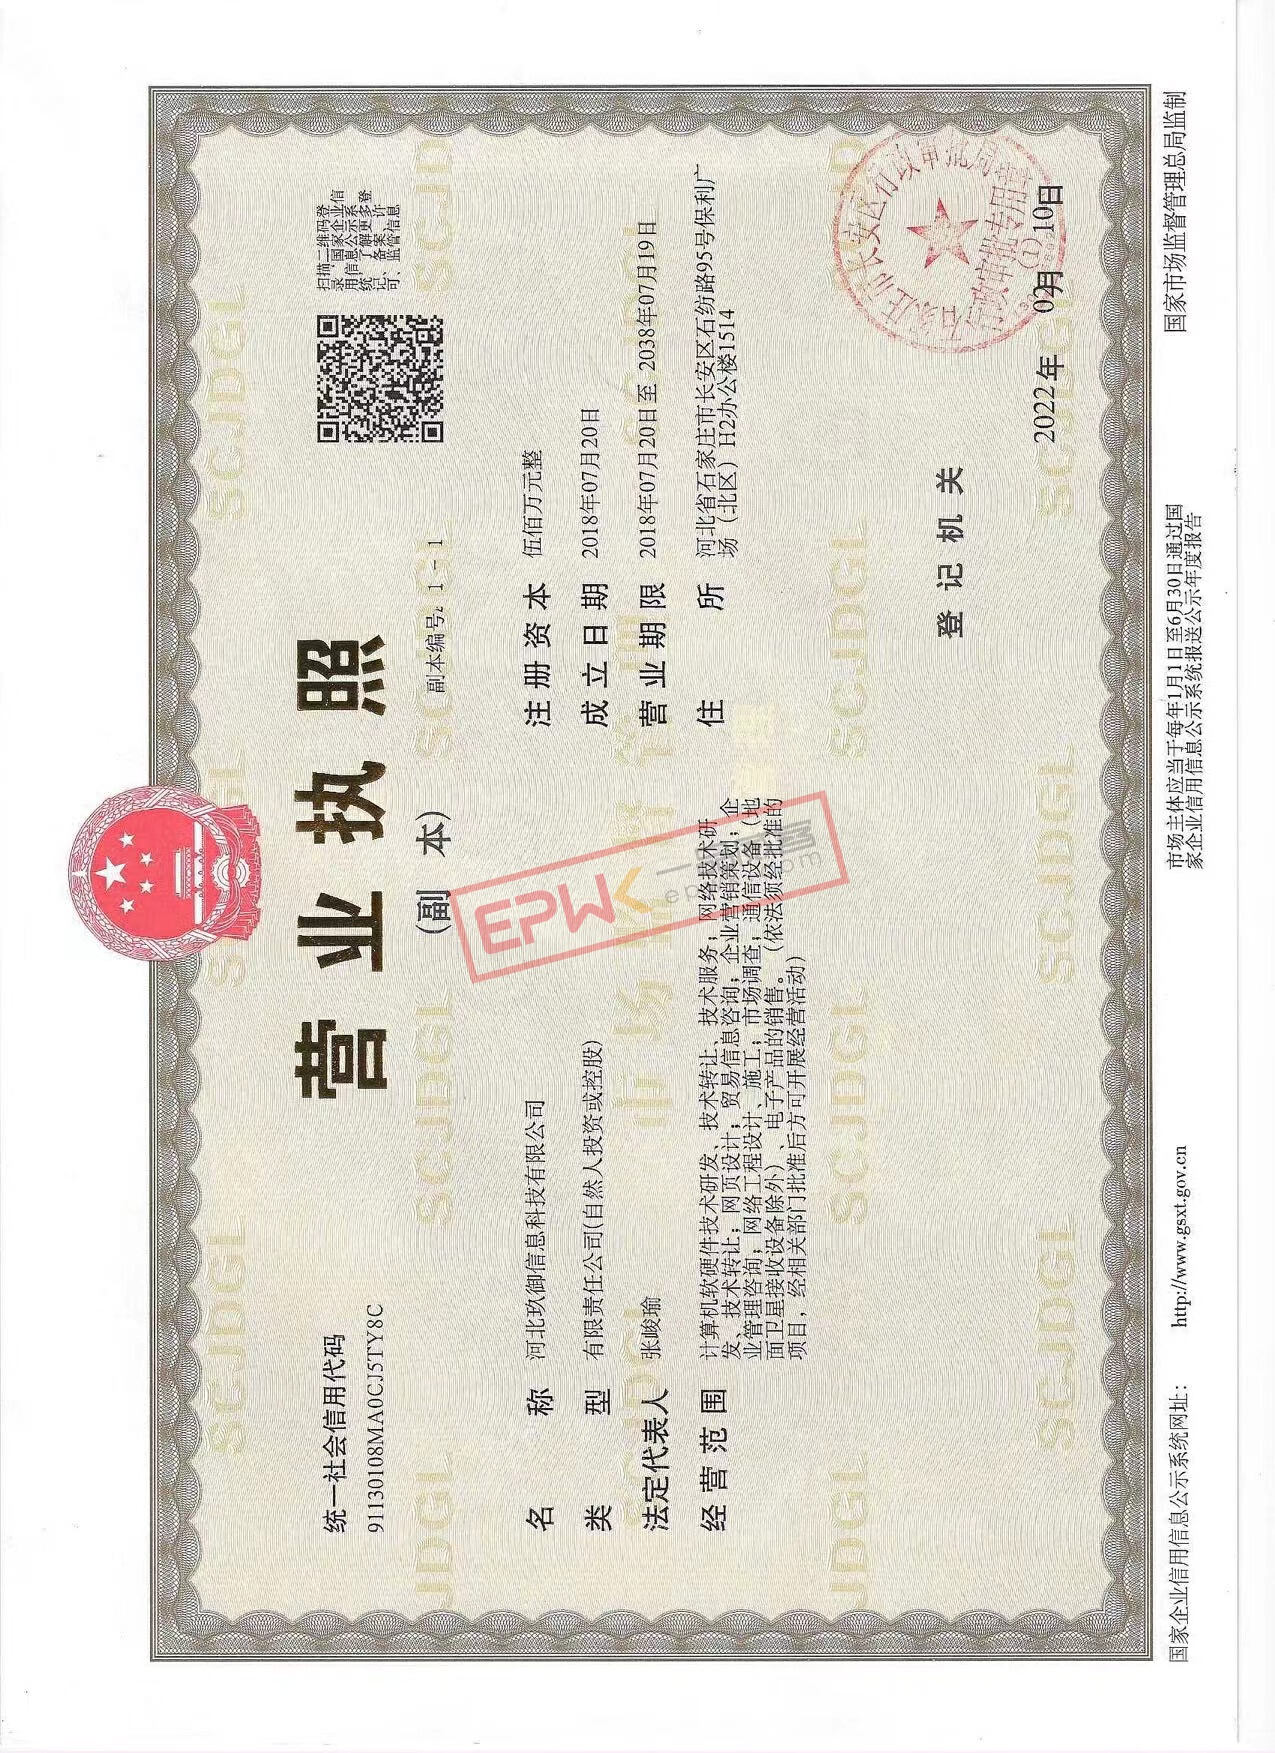 统一社会信用代码
91130108MA0CJ5TY8C
营业执照
(副 本)
副本编号: 1 - 1
扫描二维码登
录'国家企业信
用信息公示系
统'了解更多登
记、备案、许
可、监管信息
名 称 河北玖御信息科技有限公司
类 型 有限责任公司(自然人投资或控股)
法定代表人 张峻瑜
经营范围 计算机软硬件技术研发、技术转让、技术服务；网络技术研
发、技术转让；网页设计；贸易信息咨询；企业营销策划；企
业管理咨询；网络工程设计、施工；市场调查；通信设备（地
面卫星接收设备除外）、电子产品的销售。（依法须经批准的
项目，经相关部门批准后方可开展经营活动）
注册资本 伍佰万元整
成立日期 2018年07月20日
营业期限 2018年07月20日至 2038年07月19日
住 所 河北省石家庄市长安区石纺路95号保利广
场（北区）H2办公楼1514
登记机关
石家庄市长安区行政审批局
行政审批专用章
(1)
2022年 02月 10日
EPWK
国家企业信用信息公示系统网址： http://www.gsxt.gov.cn
市场主体应当于每年1月1日至6月30日通过国
家企业信用信息公示系统报送公示年度报告
国家市场监督管理总局监制